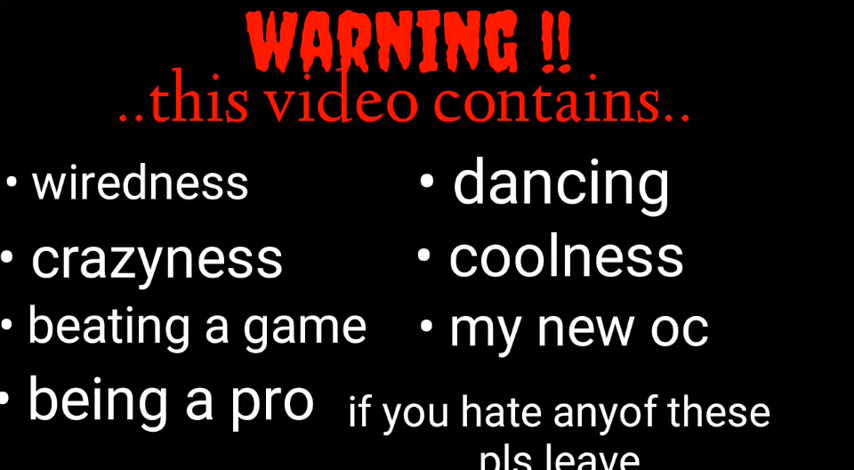 WARNING !!
..this video contains..
• wiredness
• crazyness
• beating a game
• being a pro
• dancing
• coolness
• my new oc
if you hate anyof these
pls leave